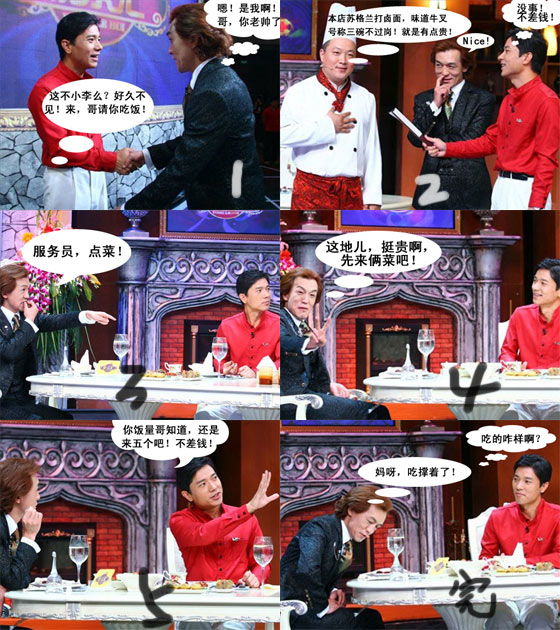 嗯！是我啊！
哥，你老帅了
这不小李么？好久不
见！来，哥请你吃饭！
1
本店苏格兰打卤面，味道牛叉
号称三碗不过岗！就是有点贵！
Nice!
没事！
不差钱！
2
服务员，点菜！
3
这地儿，挺贵啊，
先来俩菜吧！
4
你饭量哥知道，还是
来五个吧！不差钱！
5
妈呀，吃撑着了！
吃的咋样啊？
完